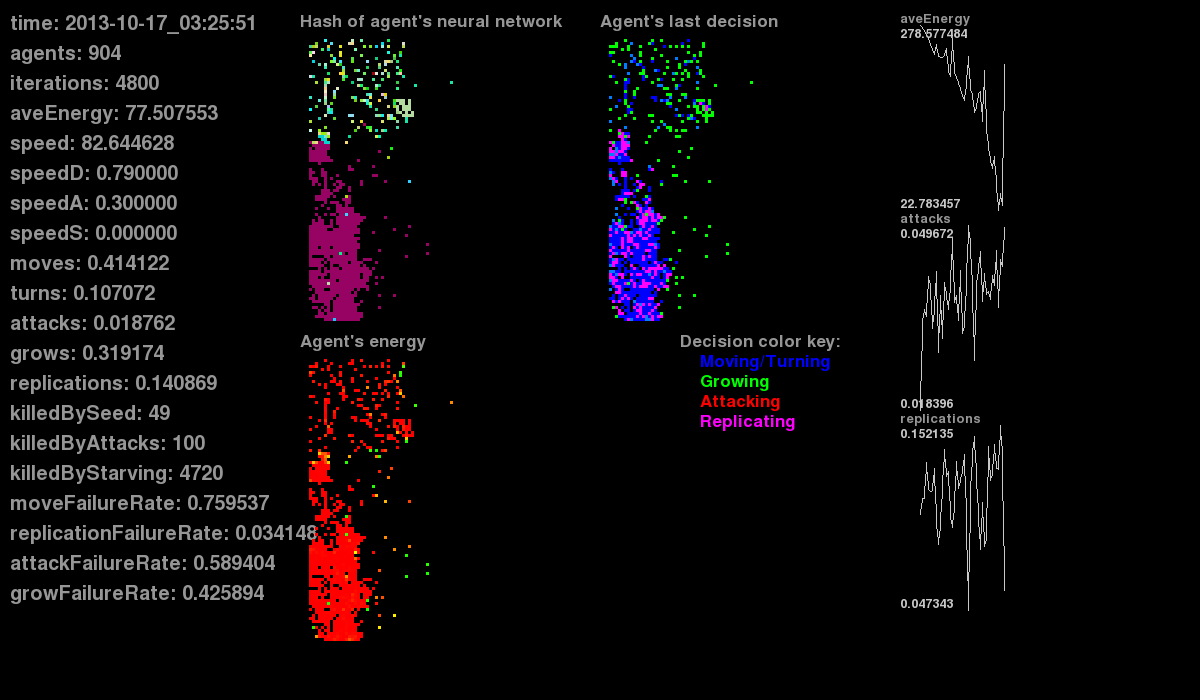 time: 2013-10-17_03:25:51
agents: 904
iterations: 4800
aveEnergy: 77.507553
speed: 82.644628
speedD: 0.790000
speedA: 0.300000
speedS: 0.000000
moves: 0.414122
turns: 0.107072
attacks: 0.018762
grows: 0.319174
replications: 0.140869
killedBySeed: 49
killedByAttacks: 100
killedByStarving: 4720
moveFailureRate: 0.759537
replicationFailureRate: 0.034148
attackFailureRate: 0.589404
growFailureRate: 0.425894
Hash of agent's neural network
Agent's last decision
Agent's energy
Decision color key:
Moving/Turning
Growing
Attacking
Replicating
aveEnergy
278.577484
22.783457
attacks
0.049672
0.018396
replications
0.152135
0.047343